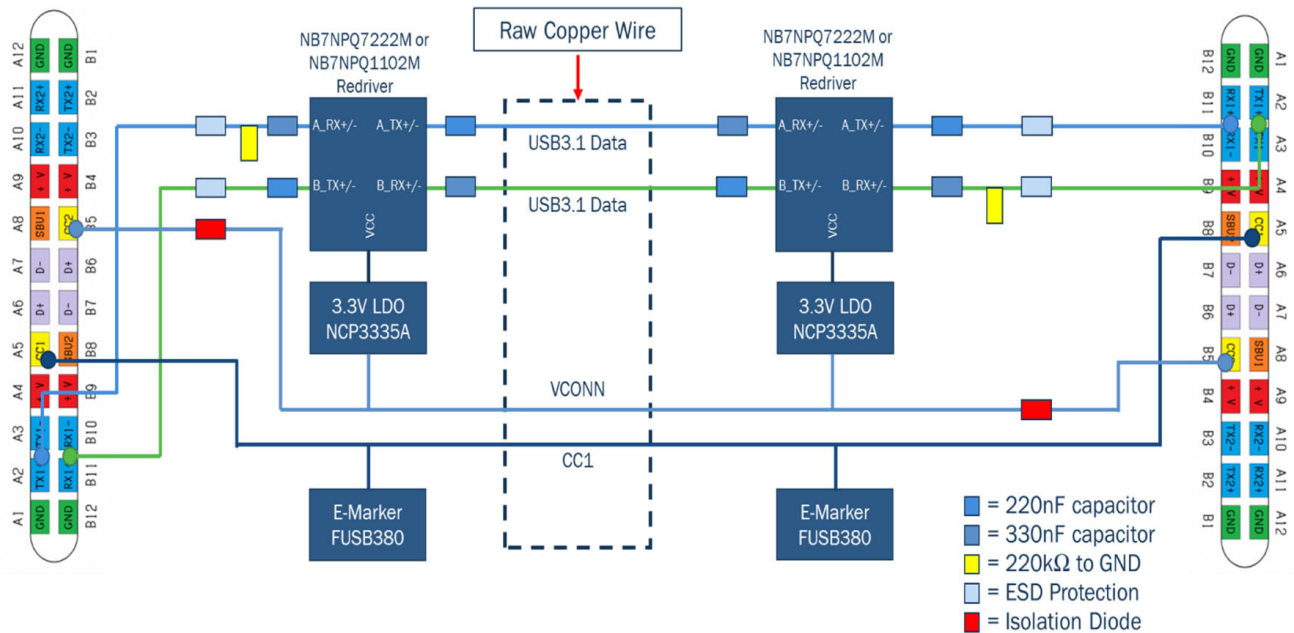 NB7NPQ7222M or
NB7NPQ1102M
Redriver
Raw Copper Wire
NB7NPQ7222M or
NB7NPQ1102M
Redriver
A12 GND GND B1
A11 RX2+ TX2+ B2
A10 RX2- TX2- B3
A9 + V + V B4
A8 SBU1 CC2 B5
A7 D- D+ B6
A6 D+ D- B7
A5 CC1 SBU2 B8
A4 + V + V B9
A3 TX1- RX1- B10
A2 TX1 RX1 B11
A1 GND GND B12
A_RX+/- A_TX+/-
B_TX+/- B_RX+/-
VCC
3.3V LDO
NCP3335A
E-Marker
FUSB380
USB3.1 Data
USB3.1 Data
VCONN
CC1
A_RX+/- A_TX+/-
B_TX+/- B_RX+/-
VCC
3.3V LDO
NCP3335A
E-Marker
FUSB380
B12 GND GND A1
B11 RX1+ TX1+ A2
B10 RX1- A3
B9 + V A4
B8 A5
B7 D- D+ A6
B6 D+ D- A7
B5 SBU1 A8
B4 + V + V A9
B3 TX2- RX2- A10
B2 TX2+ RX2+ A11
B1 GND GND A12
= 220nF capacitor
= 330nF capacitor
= 220kΩ to GND
= ESD Protection
= Isolation Diode